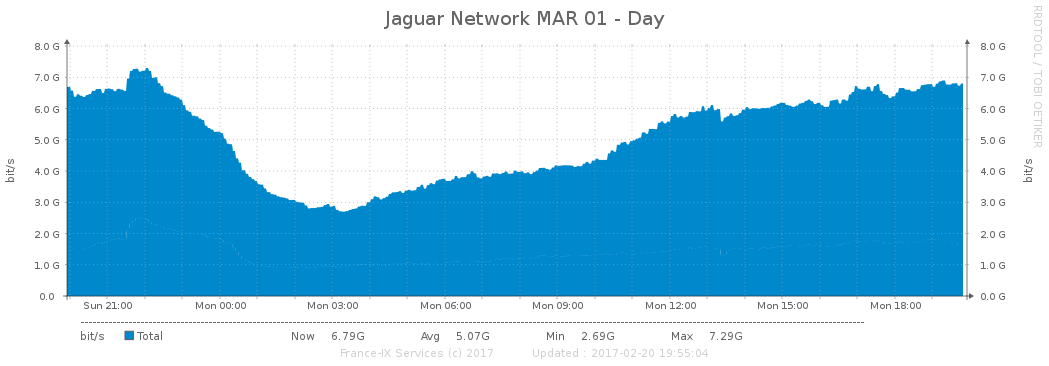 Jaguar Network MAR 01 - Day
RRDTOOL / TOBI OETIKER
bit/s
bit/s
8.0 G 8.0 G
7.0 G 7.0 G
6.0 G 6.0 G
5.0 G 5.0 G
4.0 G 4.0 G
3.0 G 3.0 G
2.0 G 2.0 G
1.0 G 1.0 G
0.0 0.0 G
Sun 21:00 Mon 00:00 Mon 03:00 Mon 06:00 Mon 09:00 Mon 12:00 Mon 15:00 Mon 18:00
bit/s Total Now 6.79G Avg 5.07G Min 2.69G Max 7.29G
France-IX Services (c) 2017 Updated : 2017-02-20 19:55:04